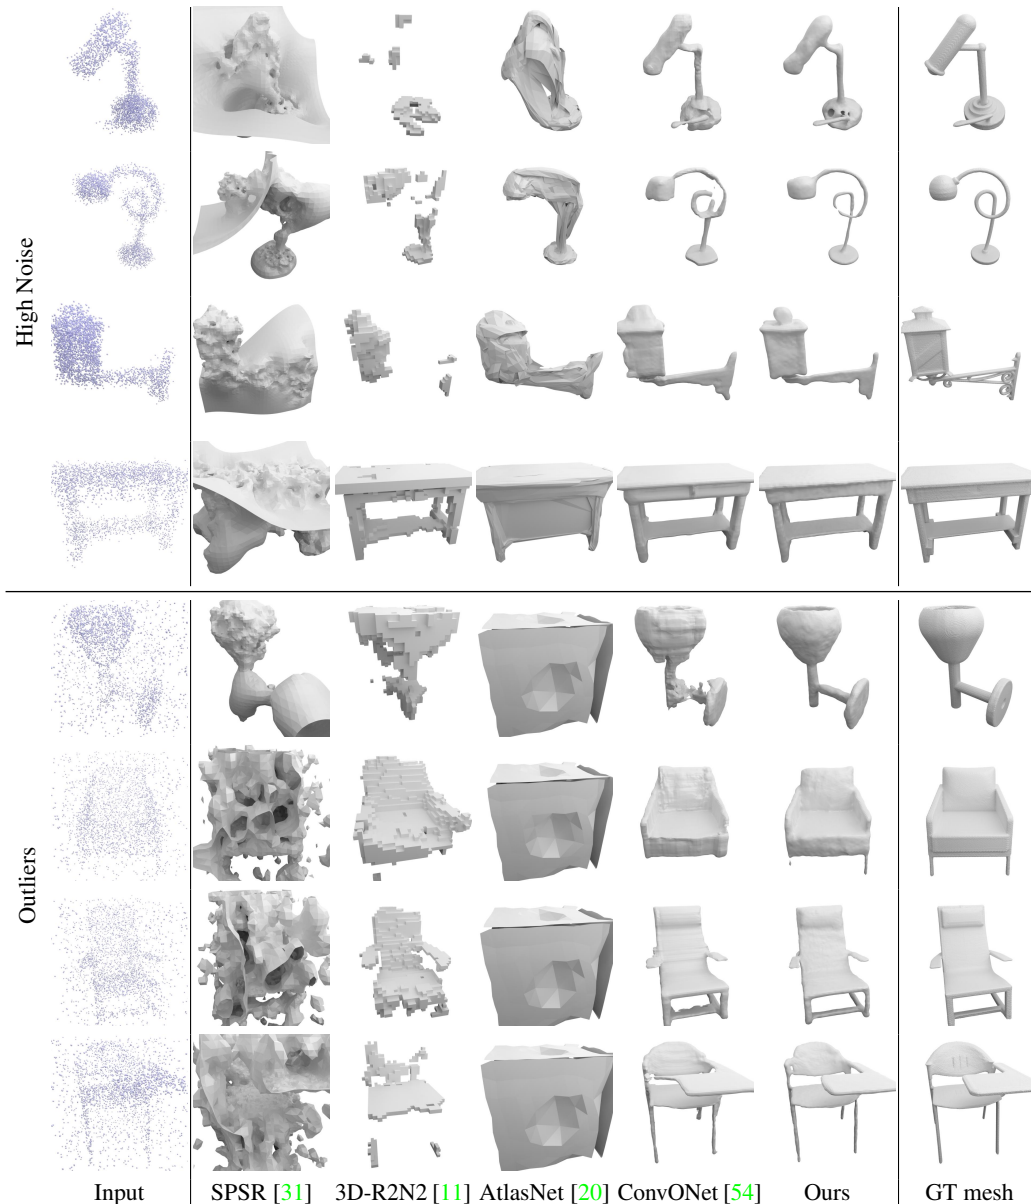 High Noise
Outliers
Input SPSR [31] 3D-R2N2 [11] AtlasNet [20] ConvONet [54] Ours GT mesh